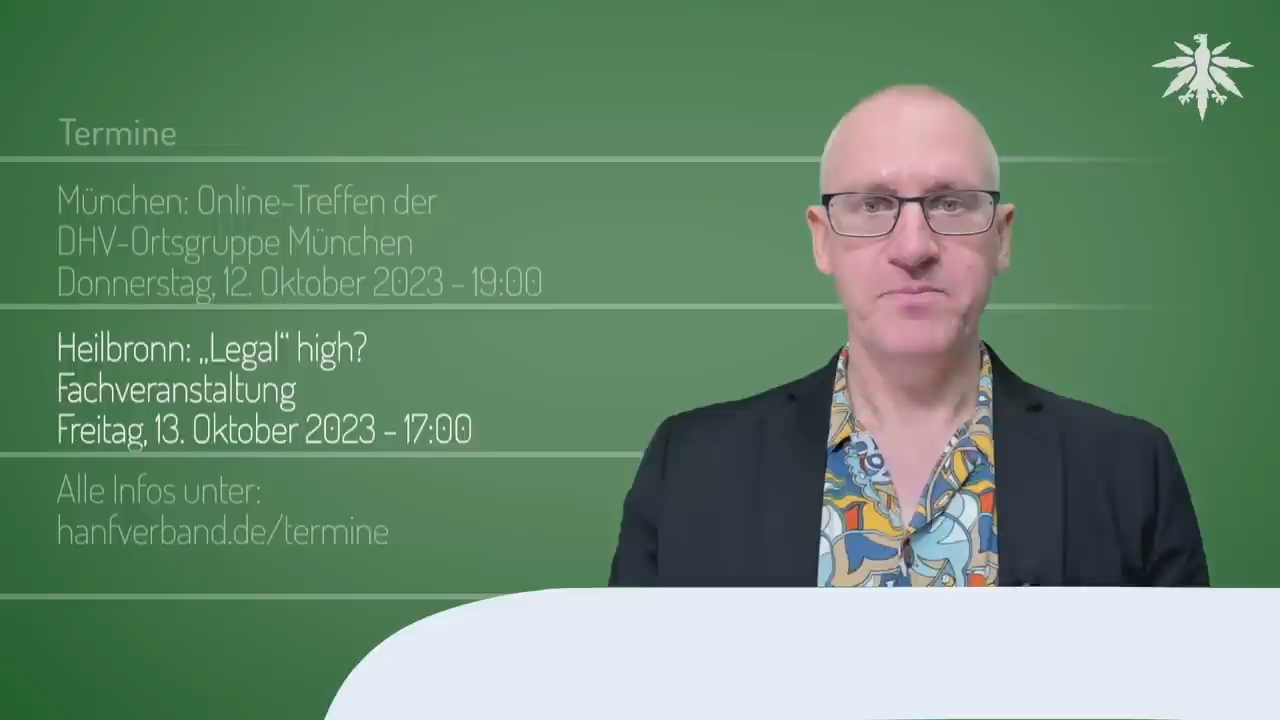 Termine
München: Online-Treffen der
DHV-Ortsgruppe München
Donnerstag, 12. Oktober 2023 - 19:00
Heilbronn: „Legal“ high?
Fachveranstaltung
Freitag, 13. Oktober 2023 - 17:00
Alle Infos unter:
hanfverband.de/termine